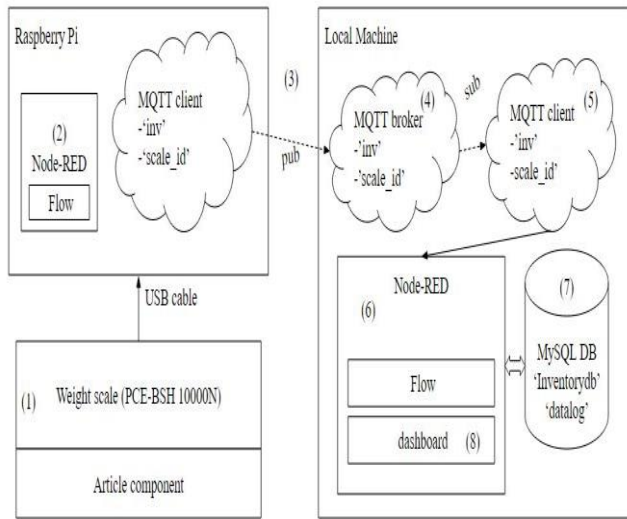 Raspberry Pi
(2)
Node-RED
Flow
MQTT client
-‘inv’
-‘scale_id’
(3)
pub
USB cable
(1)
Weight scale (PCE-BSH 10000N)
Article component
Local Machine
(4)
MQTT broker
-’inv’
-’scale_id’
sub
(5)
MQTT client
-’inv’
-scale_id’
Node-RED
(6)
Flow
dashboard (8)
(7)
MySQL DB
‘Inventorydb’
‘datalog’